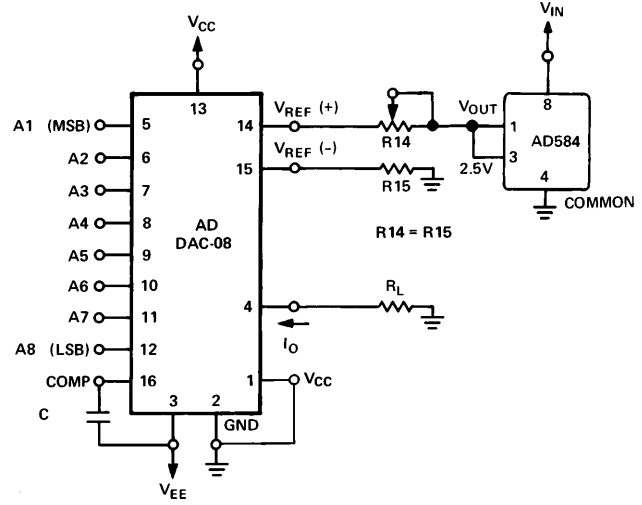 VCC
VIN
13
8
A1 (MSB)
5
14
VREF (+)
R14
VOUT
1
AD584
A2
6
15
VREF (–)
R15
2.5V
3
4
COMMON
A3
7
A4
8
AD
DAC-08
R14 = R15
A5
9
A6
10
A7
11
4
RL
IO
A8 (LSB)
12
COMP
16
1
VCC
C
3
2
GND
VEE